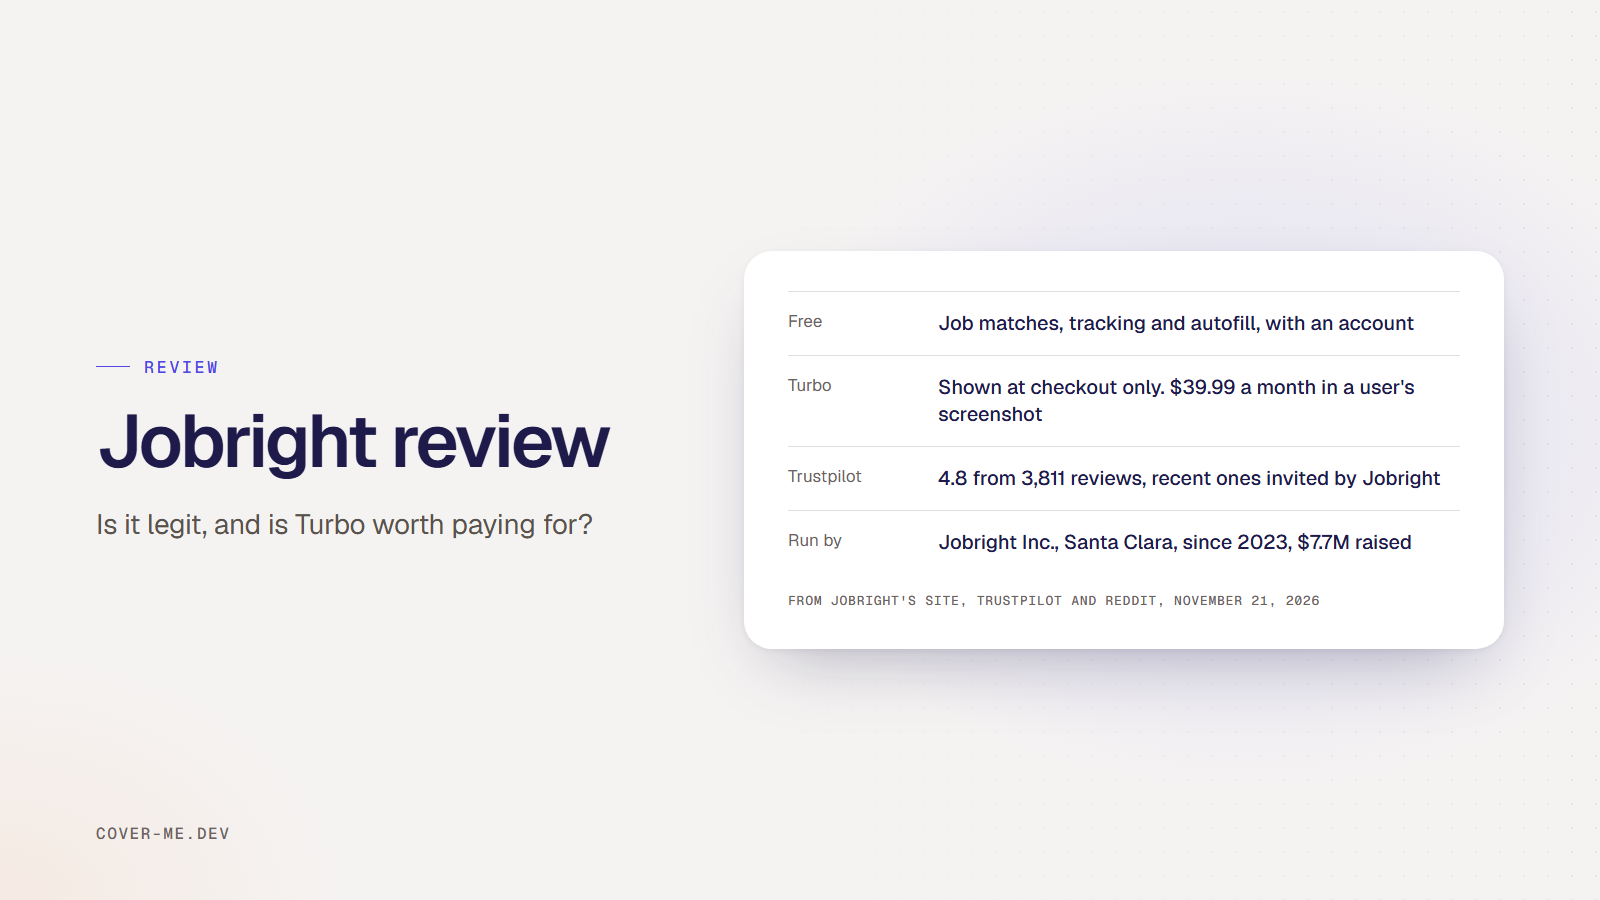 REVIEW
Jobright review
Is it legit, and is Turbo worth paying for?
Free
Job matches, tracking and autofill, with an account
Turbo
Shown at checkout only. $39.99 a month in a user's
screenshot
Trustpilot
4.8 from 3,811 reviews, recent ones invited by Jobright
Run by
Jobright Inc., Santa Clara, since 2023, $7.7M raised
FROM JOBRIGHT'S SITE, TRUSTPILOT AND REDDIT, NOVEMBER 21, 2026
COVER-ME.DEV